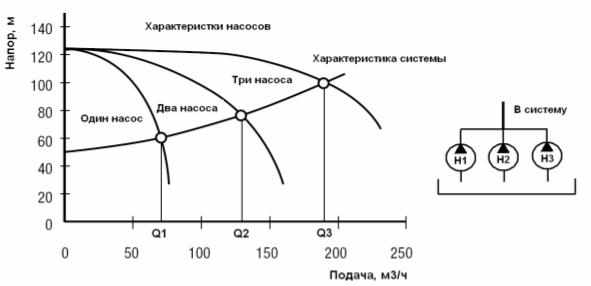 Характеристки насосов
Напор, м
140
120
100
80
60
40
20
0
Характеристика системы
Три насоса
Два насоса
Один насос
Q1
Q2
Q3
0
50
100
150
200
250
Подача, м3/ч
В систему
Н1
Н2
Н3